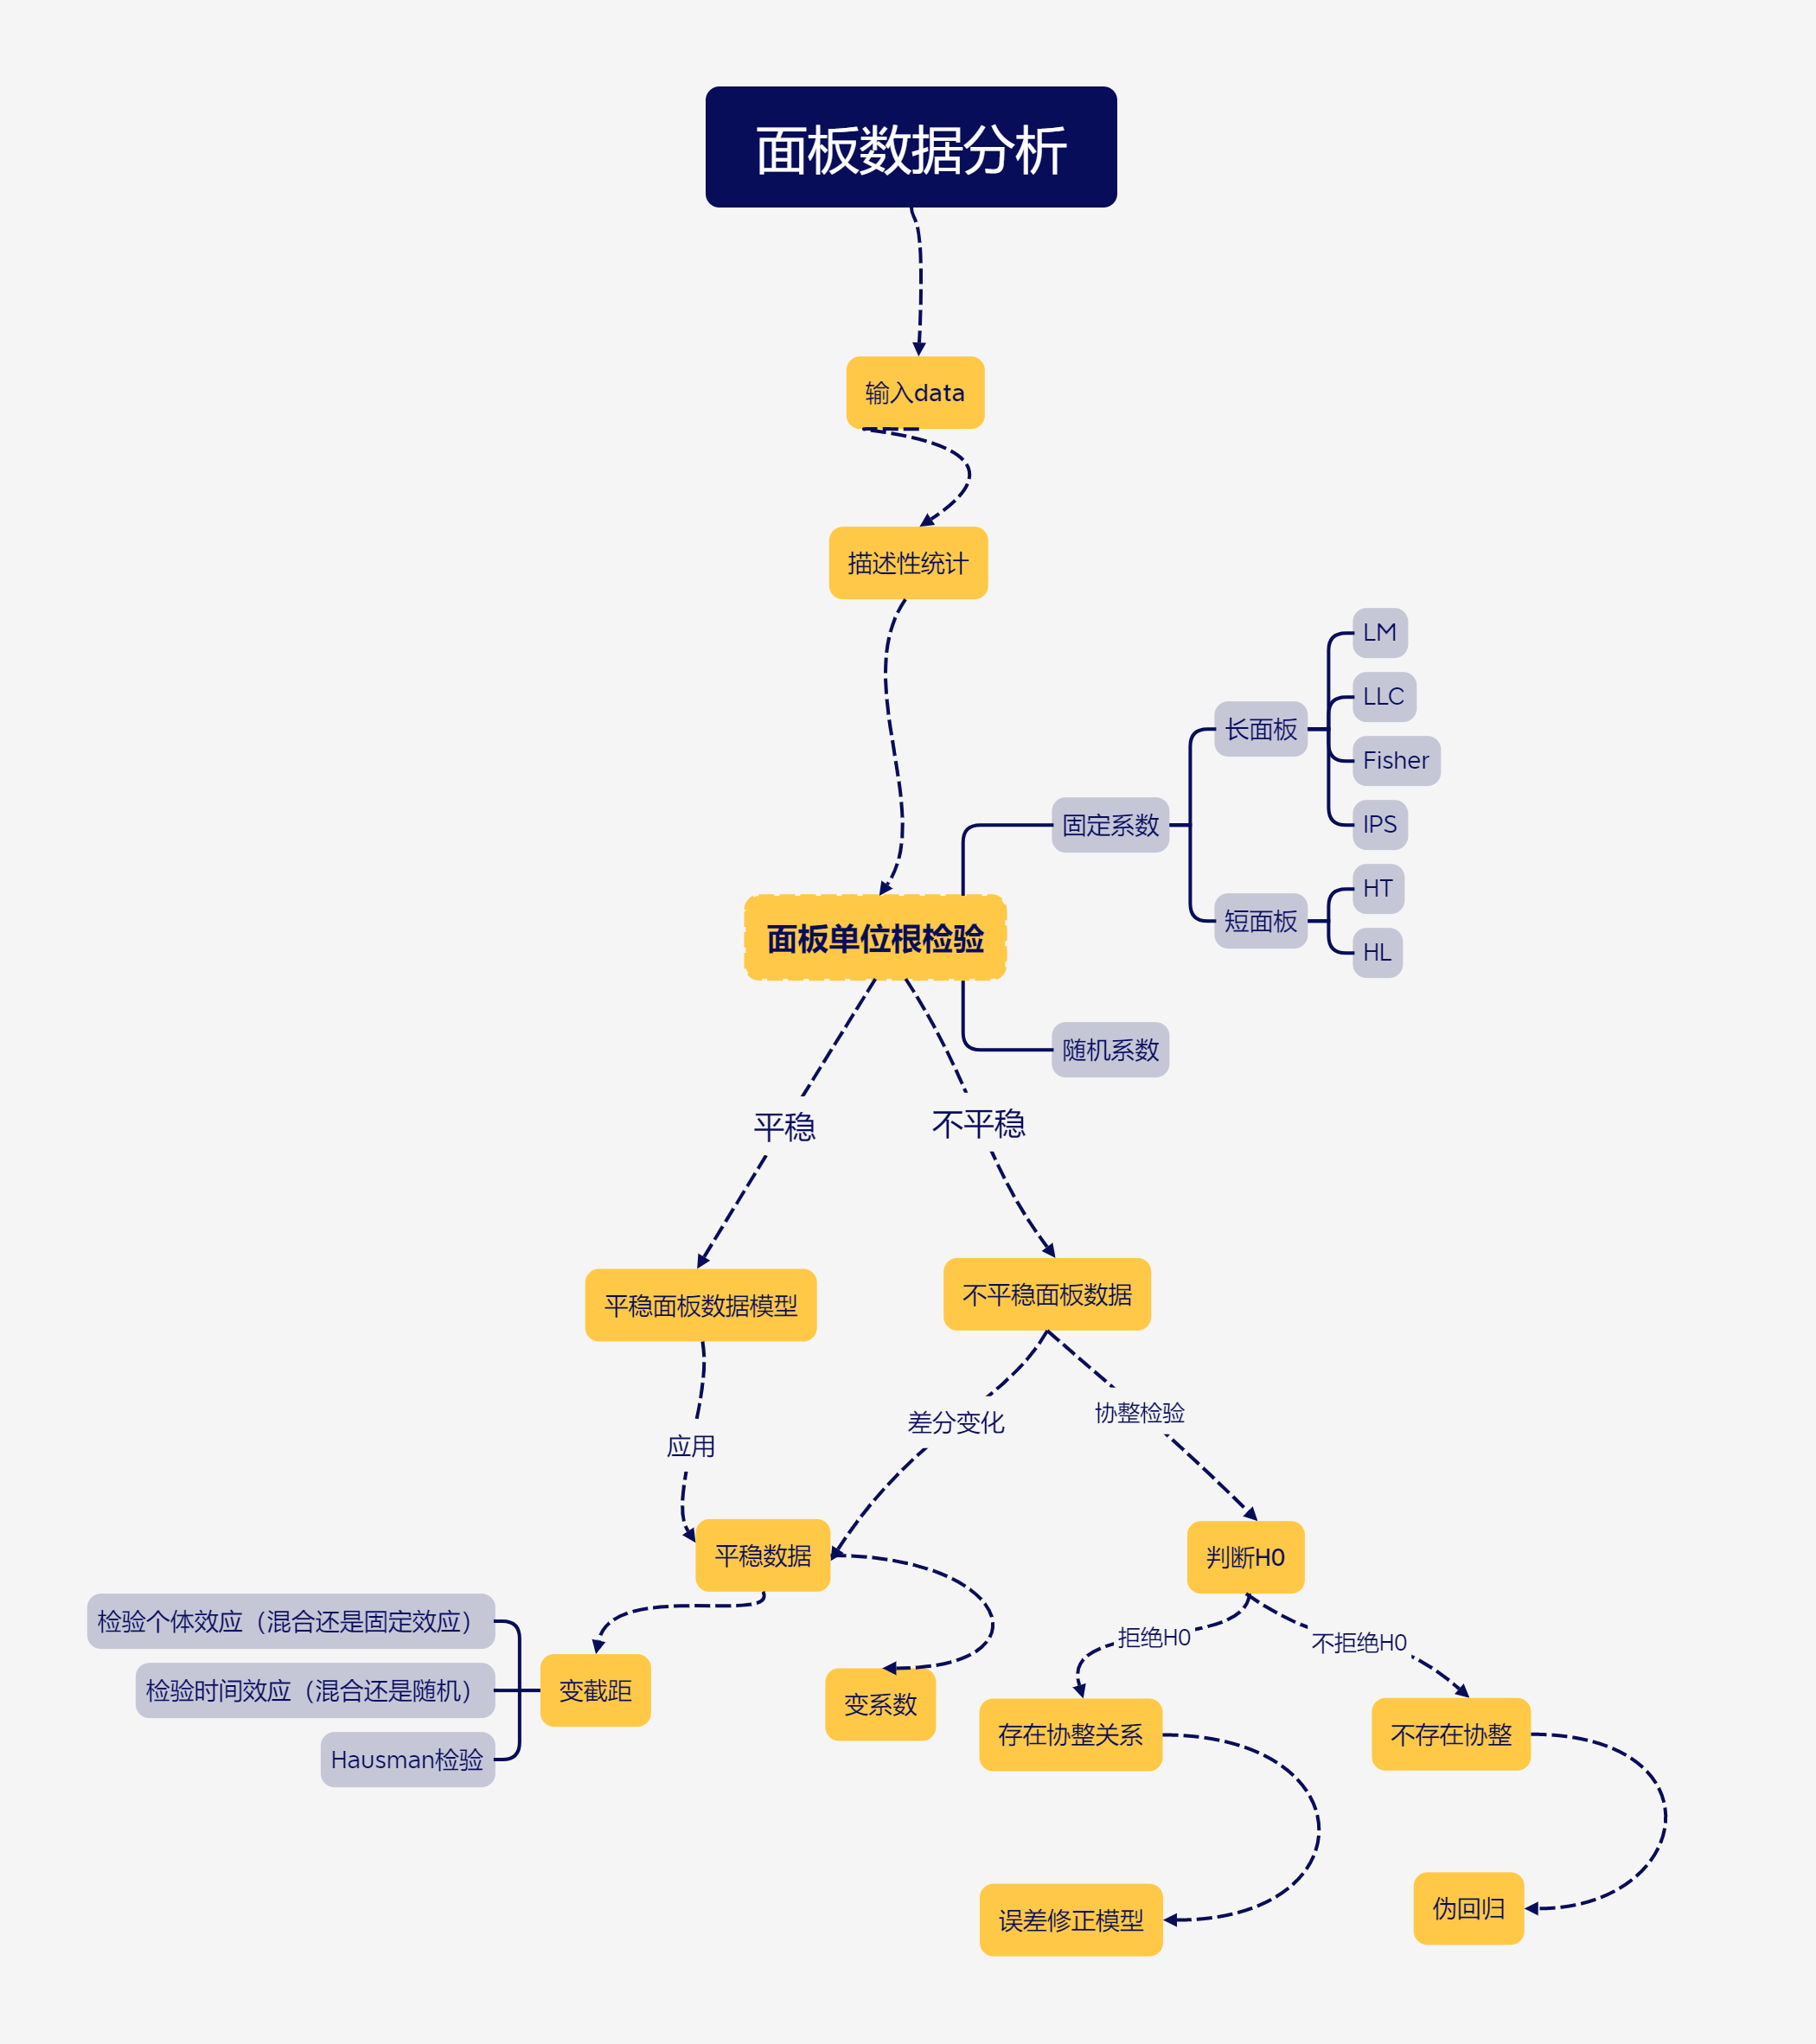 面板数据分析
输入data
描述性统计
LM
LLC
长面板
Fisher
固定系数
IPS
HT
短面板
HL
面板单位根检验
随机系数
平稳
不平稳
平稳面板数据模型
不平稳面板数据
差分变化
协整检验
应用
平稳数据
判断H0
检验个体效应（混合还是固定效应）
拒绝H0
不拒绝H0
检验时间效应（混合还是随机）
变截距
变系数
存在协整关系
不存在协整
Hausman检验
误差修正模型
伪回归